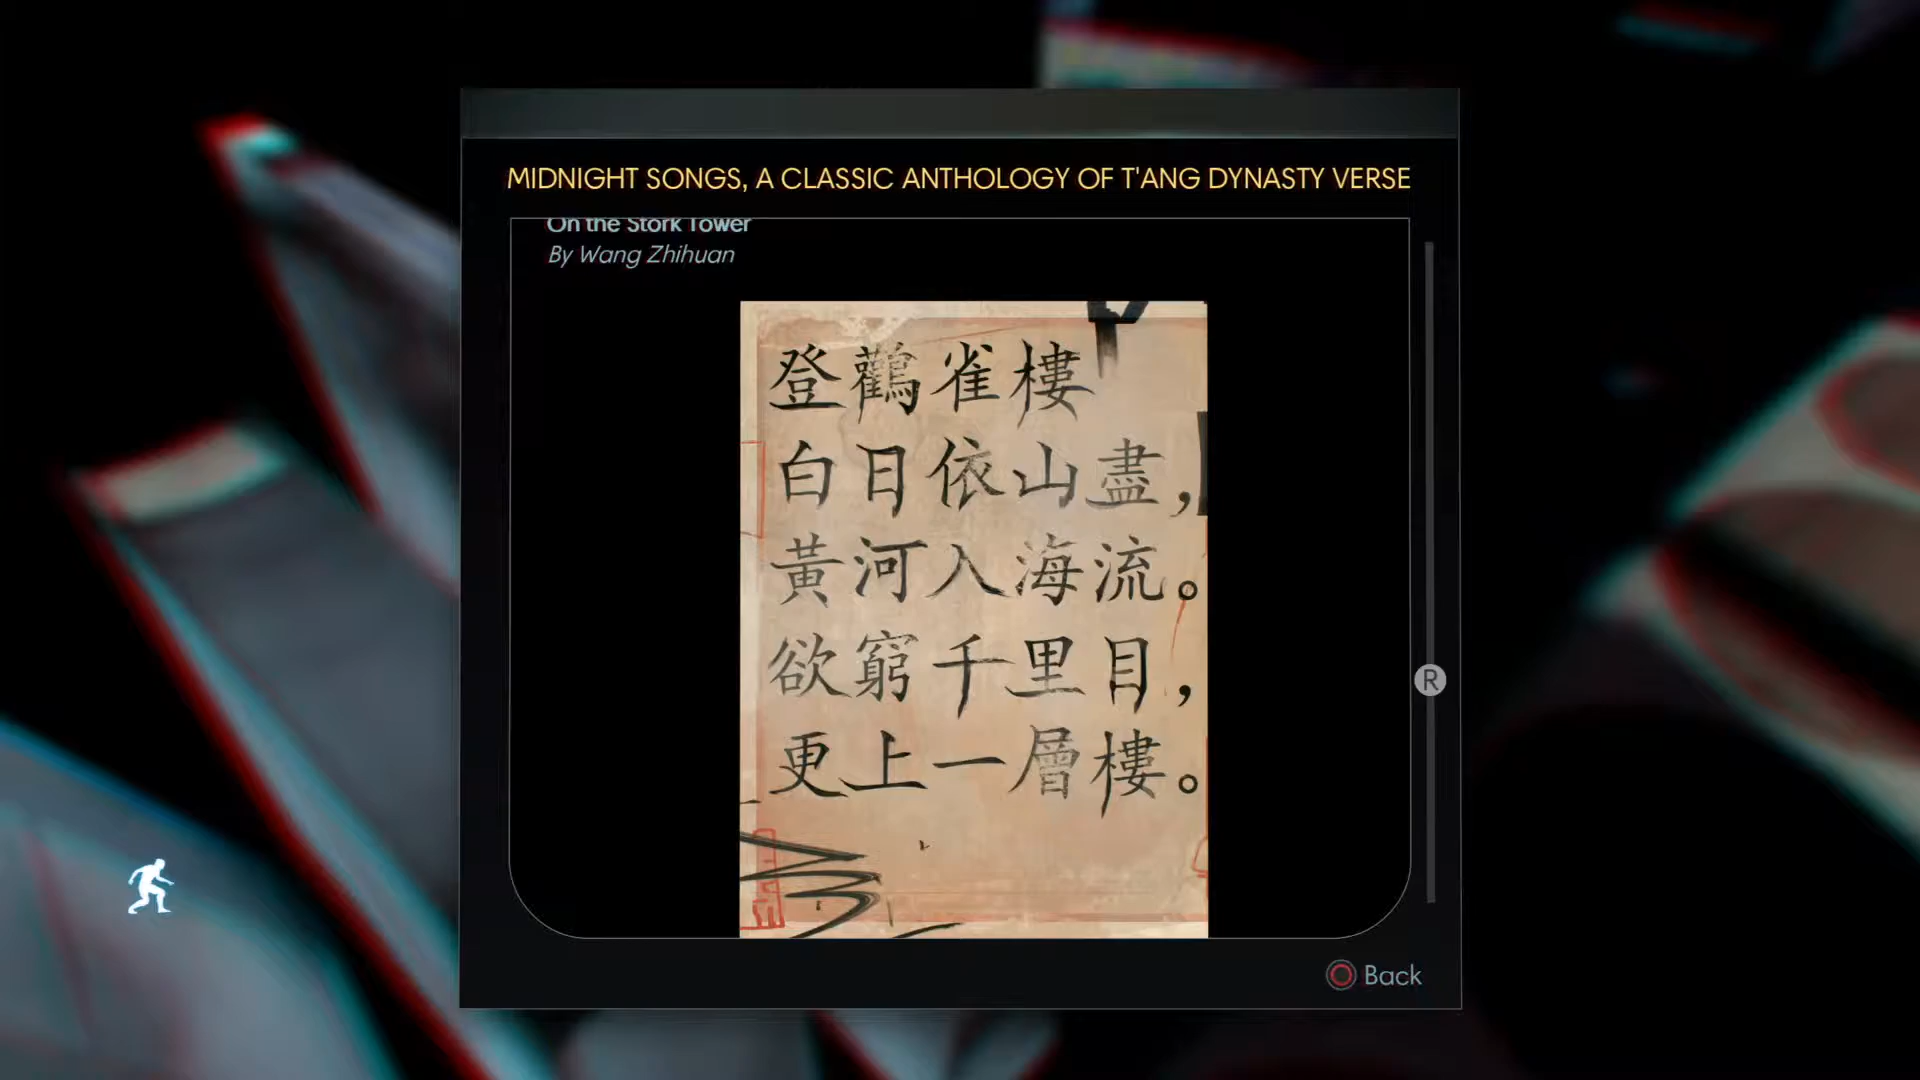 MIDNIGHT SONGS, A CLASSIC ANTHOLOGY OF T'ANG DYNASTY VERSE
On the Stork Tower
By Wang Zhihuan
登鸛雀樓
白日依山盡，
黃河入海流。
欲窮千里目，
更上一層樓。
R
Back